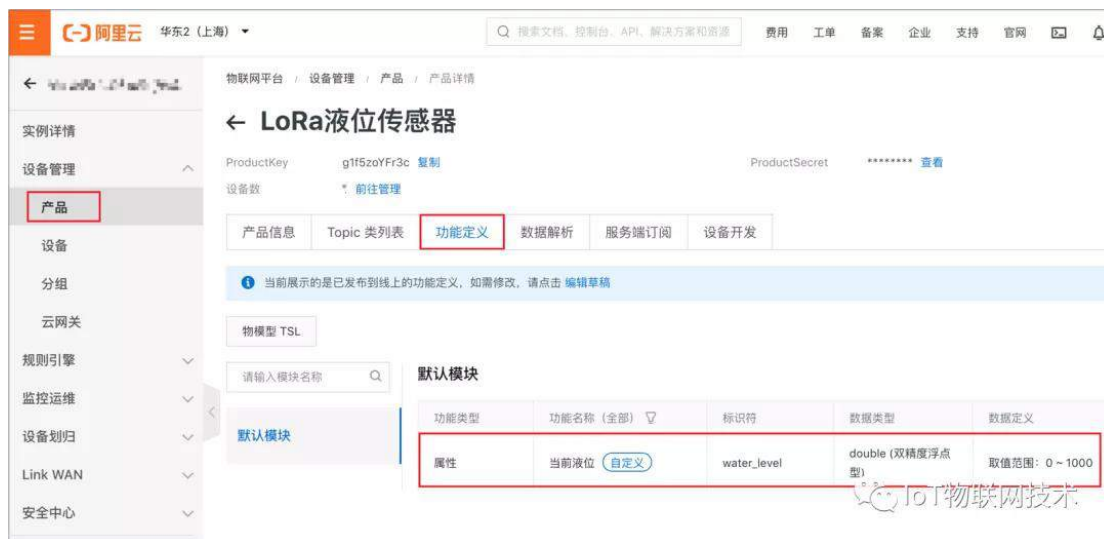 阿里云 华东2（上海） 搜索文档、控制台、API、解决方案和资源 费用 工单 备案 企业 支持 官网
物联网平台 / 设备管理 / 产品 / 产品详情
实例详情
设备管理
产品
设备
分组
云网关
规则引擎
监控运维
设备划归
Link WAN
安全中心
← LoRa液位传感器
ProductKey g1f5zoYFr3c 复制 ProductSecret ******** 查看
设备数 * 前往管理
产品信息 Topic 类列表 功能定义 数据解析 服务端订阅 设备开发
当前展示的是已发布到线上的功能定义，如需修改，请点击 编辑草稿
物模型 TSL
请输入模块名称
默认模块
默认模块
功能类型 功能名称（全部） 标识符 数据类型 数据定义
属性 当前液位 自定义 water_level double (双精度浮点型) 取值范围：0 ~ 1000
IoT物联网技术